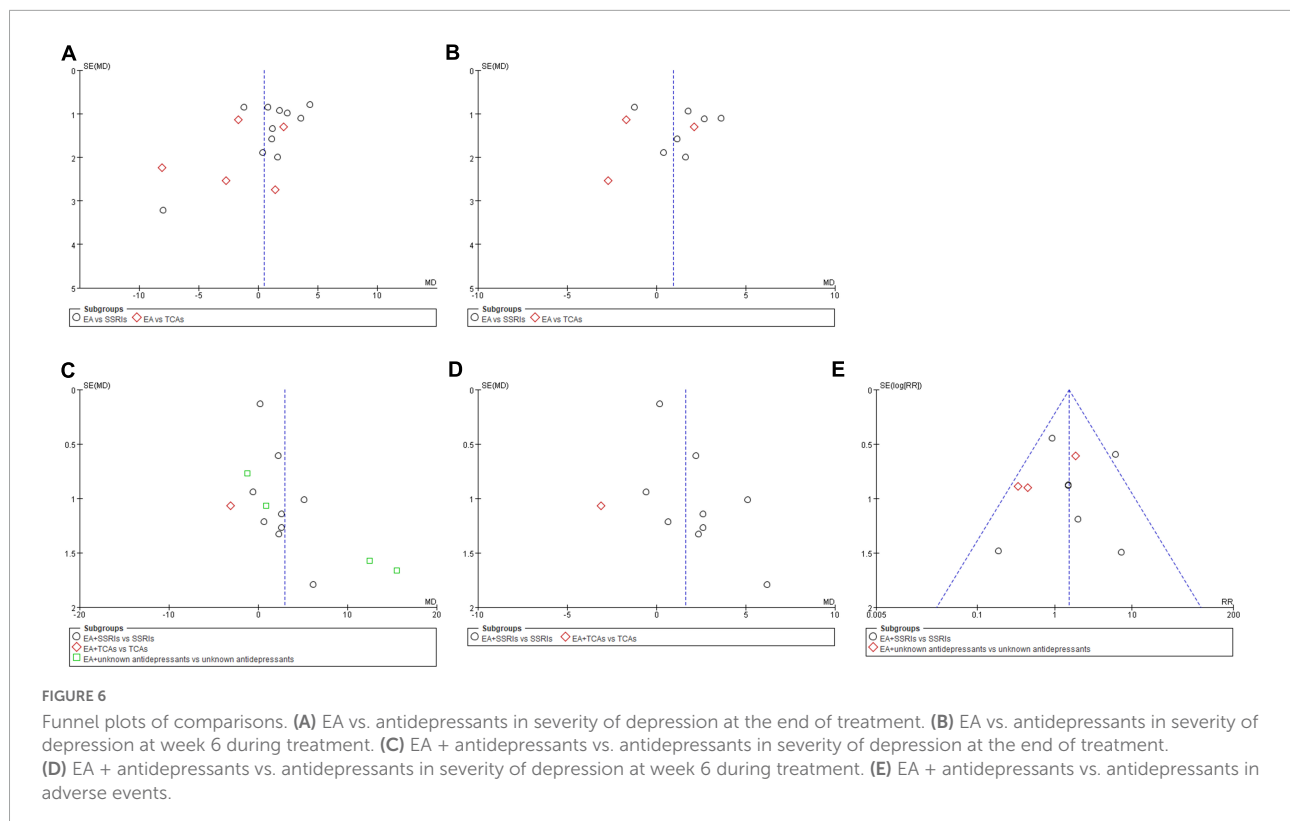 A
SE(MD)
0
1
2
3
4
5
-10
-5
0
5
10
MD
Subgroups
EA vs SSRIs
EA vs TCAs
B
SE(MD)
0
1
2
3
4
5
-10
-5
0
5
10
MD
Subgroups
EA vs SSRIs
EA vs TCAs
C
SE(MD)
0
0.5
1
1.5
2
-20
-10
0
10
20
MD
Subgroups
EA+SSRIs vs SSRIs
EA+TCAs vs TCAs
EA+unknown antidepressants vs unknown antidepressants
D
SE(MD)
0
0.5
1
1.5
2
-10
-5
0
5
10
MD
Subgroups
EA+SSRIs vs SSRIs
EA+TCAs vs TCAs
E
SE(log[RR])
0
0.5
1
1.5
2
0.005
0.1
1
10
200
RR
Subgroups
EA+SSRIs vs SSRIs
EA+unknown antidepressants vs unknown antidepressants
FIGURE 6
Funnel plots of comparisons. (A) EA vs. antidepressants in severity of depression at the end of treatment. (B) EA vs. antidepressants in severity of
depression at week 6 during treatment. (C) EA + antidepressants vs. antidepressants in severity of depression at the end of treatment.
(D) EA + antidepressants vs. antidepressants in severity of depression at week 6 during treatment. (E) EA + antidepressants vs. antidepressants in
adverse events.